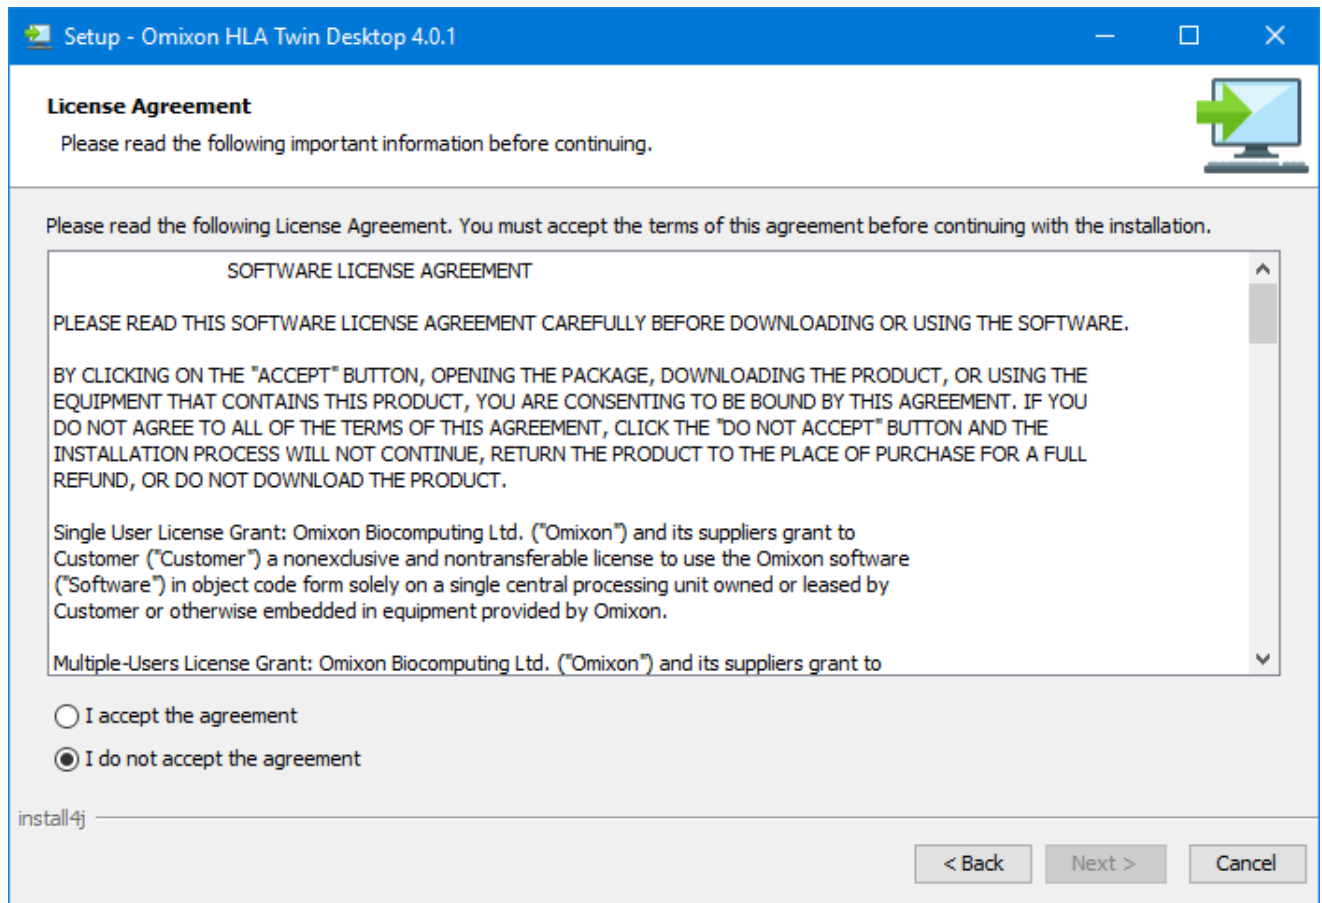 Setup - Omixon HLA Twin Desktop 4.0.1
License Agreement
Please read the following important information before continuing.
Please read the following License Agreement. You must accept the terms of this agreement before continuing with the installation.
SOFTWARE LICENSE AGREEMENT
PLEASE READ THIS SOFTWARE LICENSE AGREEMENT CAREFULLY BEFORE DOWNLOADING OR USING THE SOFTWARE.
BY CLICKING ON THE "ACCEPT" BUTTON, OPENING THE PACKAGE, DOWNLOADING THE PRODUCT, OR USING THE
EQUIPMENT THAT CONTAINS THIS PRODUCT, YOU ARE CONSENTING TO BE BOUND BY THIS AGREEMENT. IF YOU
DO NOT AGREE TO ALL OF THE TERMS OF THIS AGREEMENT, CLICK THE "DO NOT ACCEPT" BUTTON AND THE
INSTALLATION PROCESS WILL NOT CONTINUE, RETURN THE PRODUCT TO THE PLACE OF PURCHASE FOR A FULL
REFUND, OR DO NOT DOWNLOAD THE PRODUCT.
Single User License Grant: Omixon Biocomputing Ltd. ("Omixon") and its suppliers grant to
Customer ("Customer") a nonexclusive and nontransferable license to use the Omixon software
("Software") in object code form solely on a single central processing unit owned or leased by
Customer or otherwise embedded in equipment provided by Omixon.
Multiple-Users License Grant: Omixon Biocomputing Ltd. ("Omixon") and its suppliers grant to
I accept the agreement
I do not accept the agreement
install4j
< Back
Next >
Cancel